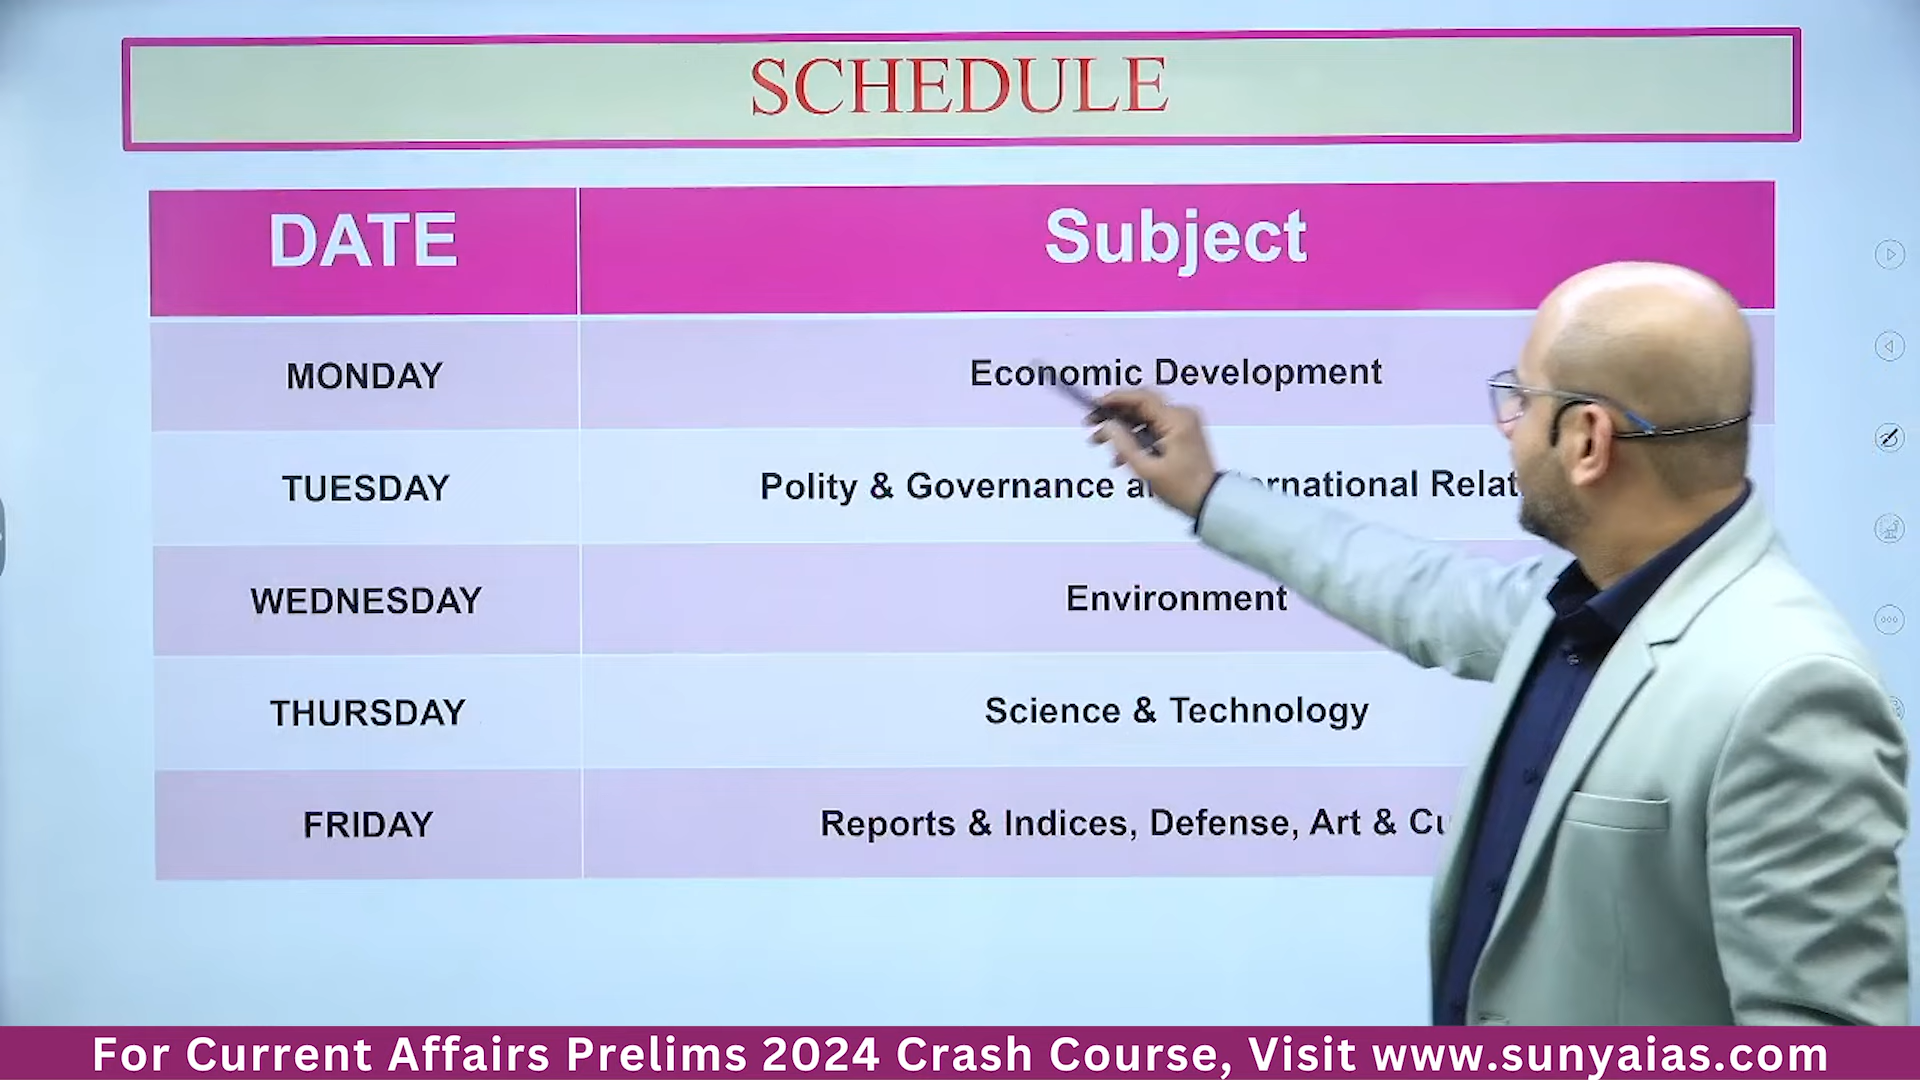 SCHEDULE
DATE Subject
MONDAY Economic Development
TUESDAY Polity & Governance
WEDNESDAY Environment
THURSDAY Science & Technology
FRIDAY Reports & Indices, Defense, Art &
For Current Affairs Prelims 2024 Crash Course, Visit www.sunyaias.com